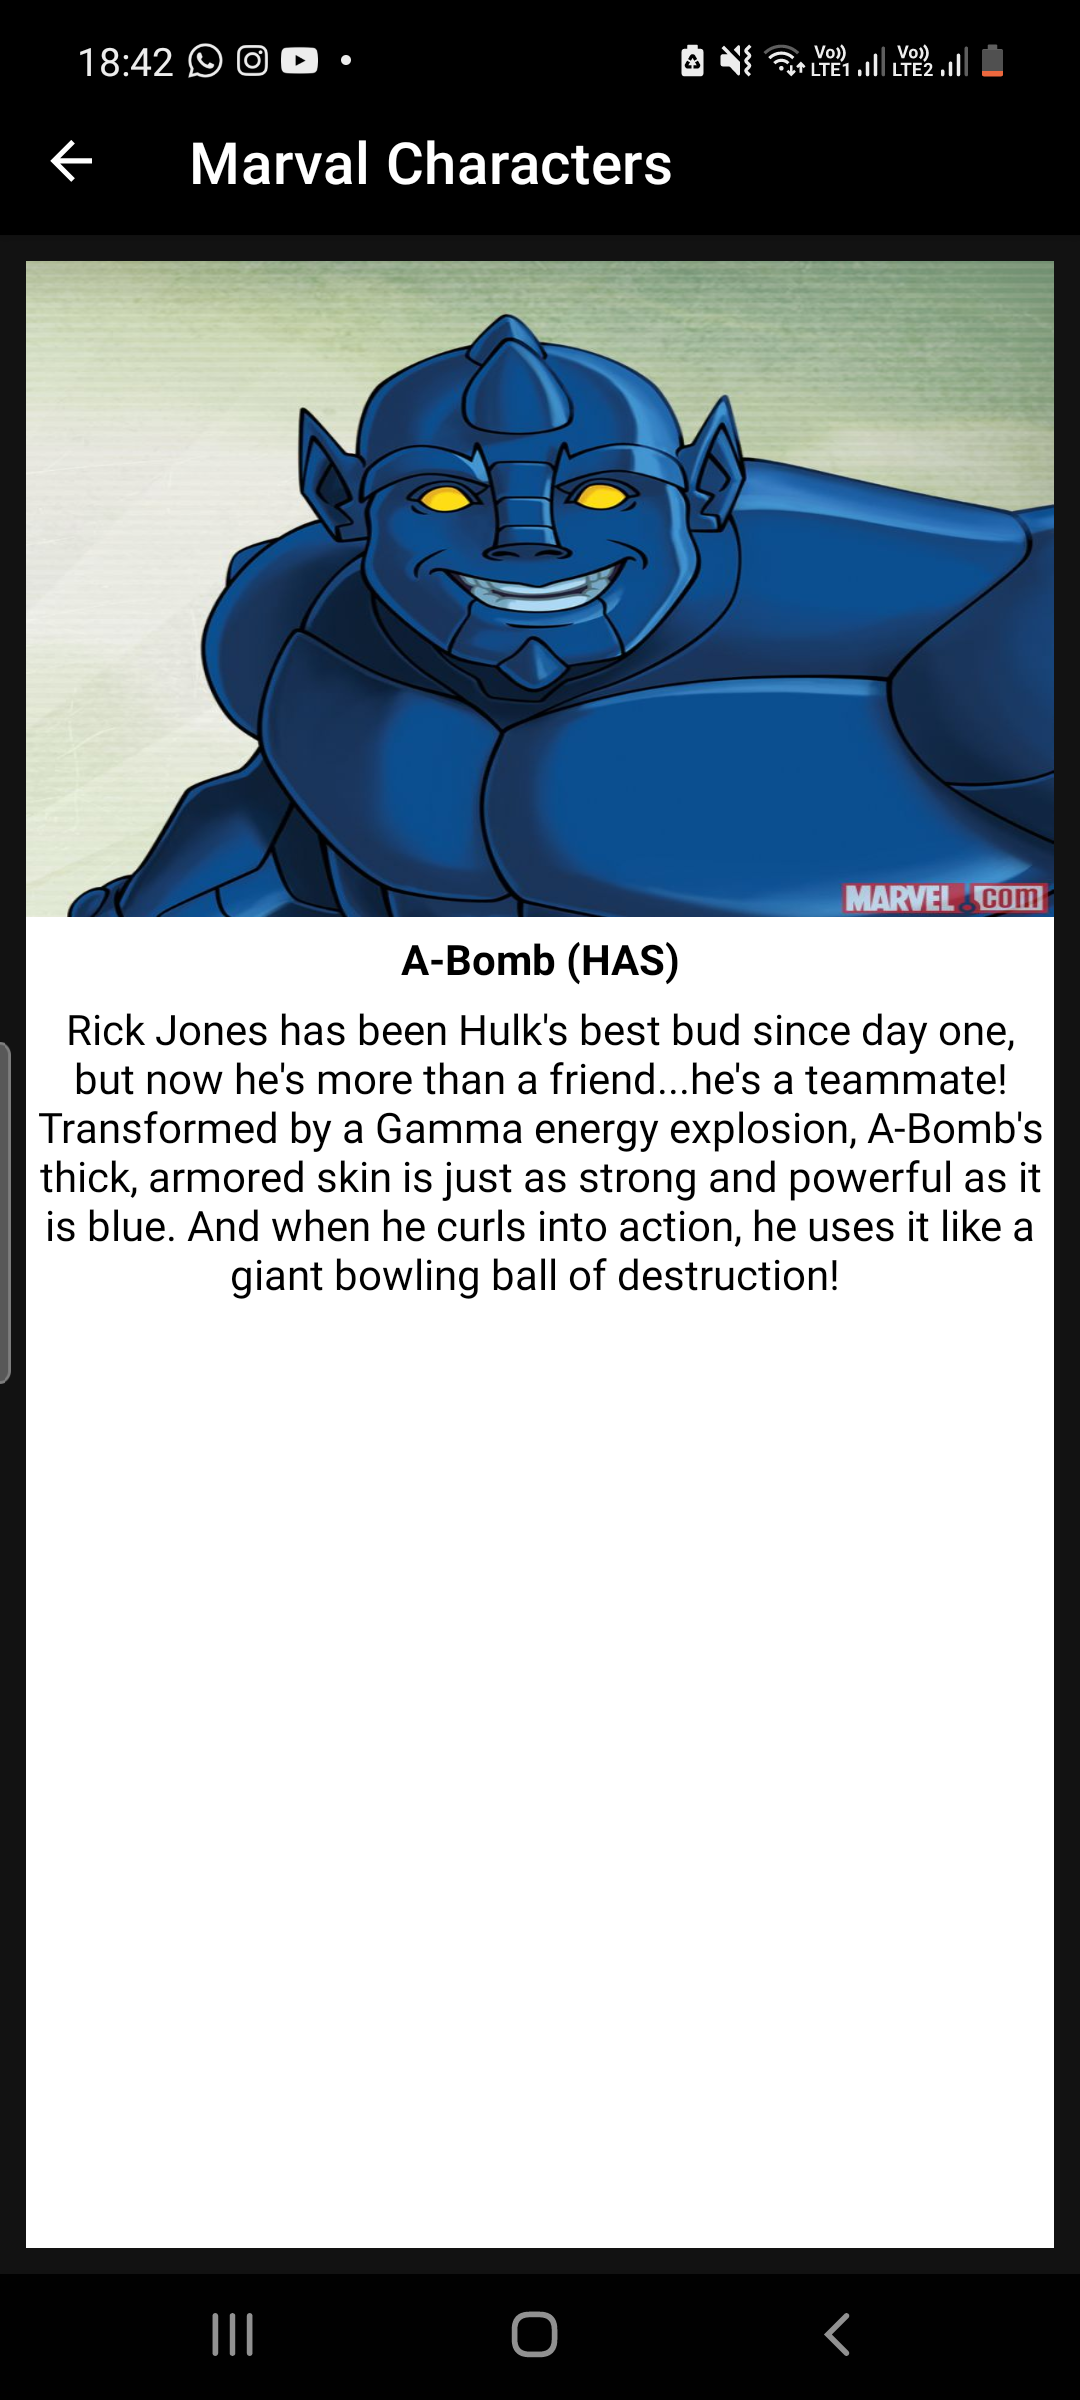 18:42
Vo)) LTE1 Vo)) LTE2
Marval Characters
MARVEL.com
A-Bomb (HAS)
Rick Jones has been Hulk's best bud since day one,
but now he's more than a friend...he's a teammate!
Transformed by a Gamma energy explosion, A-Bomb's
thick, armored skin is just as strong and powerful as it
is blue. And when he curls into action, he uses it like a
giant bowling ball of destruction!